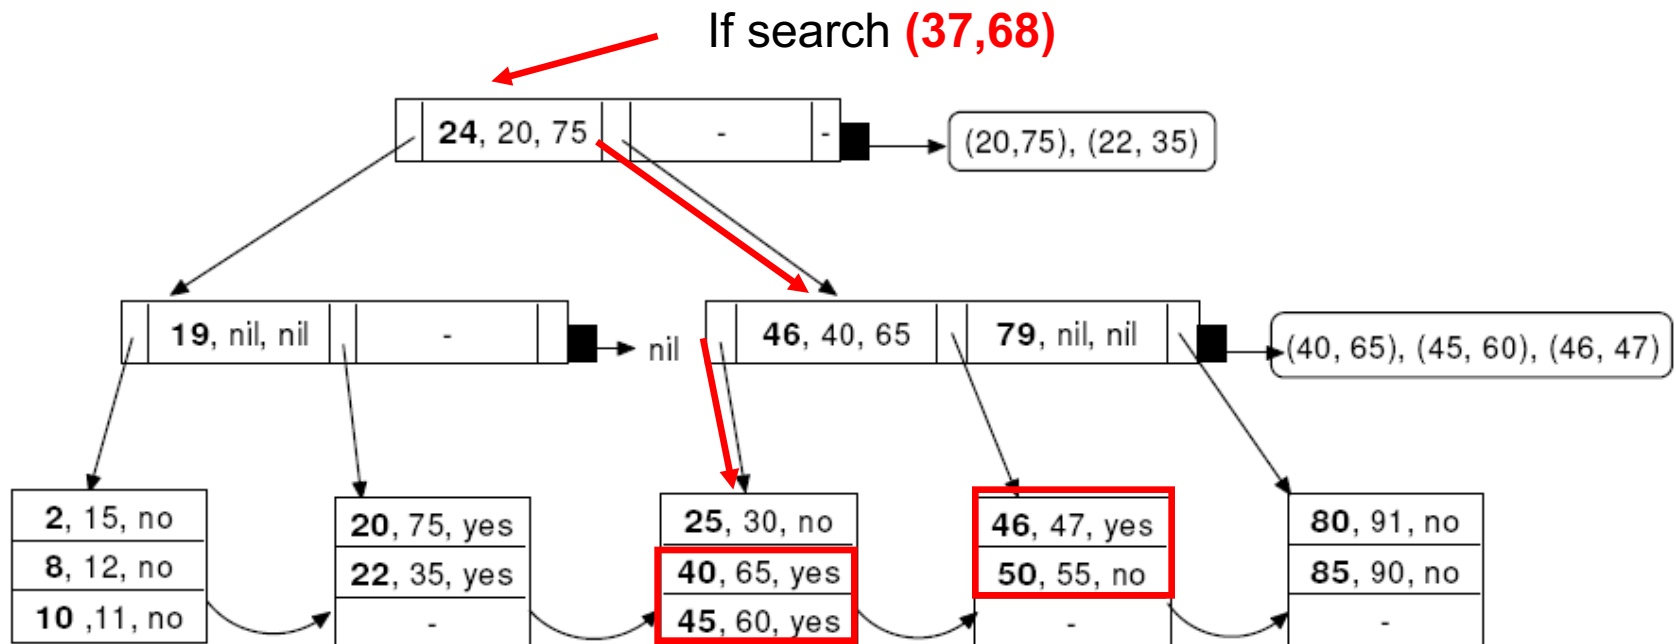 If search (37,68)
24, 20, 75
-
-
(20,75), (22, 35)
19, nil, nil
-
nil
46, 40, 65
79, nil, nil
(40, 65), (45, 60), (46, 47)
2, 15, no
8, 12, no
10 ,11, no
20, 75, yes
22, 35, yes
-
25, 30, no
40, 65, yes
45, 60, yes
46, 47, yes
50, 55, no
-
80, 91, no
85, 90, no
-